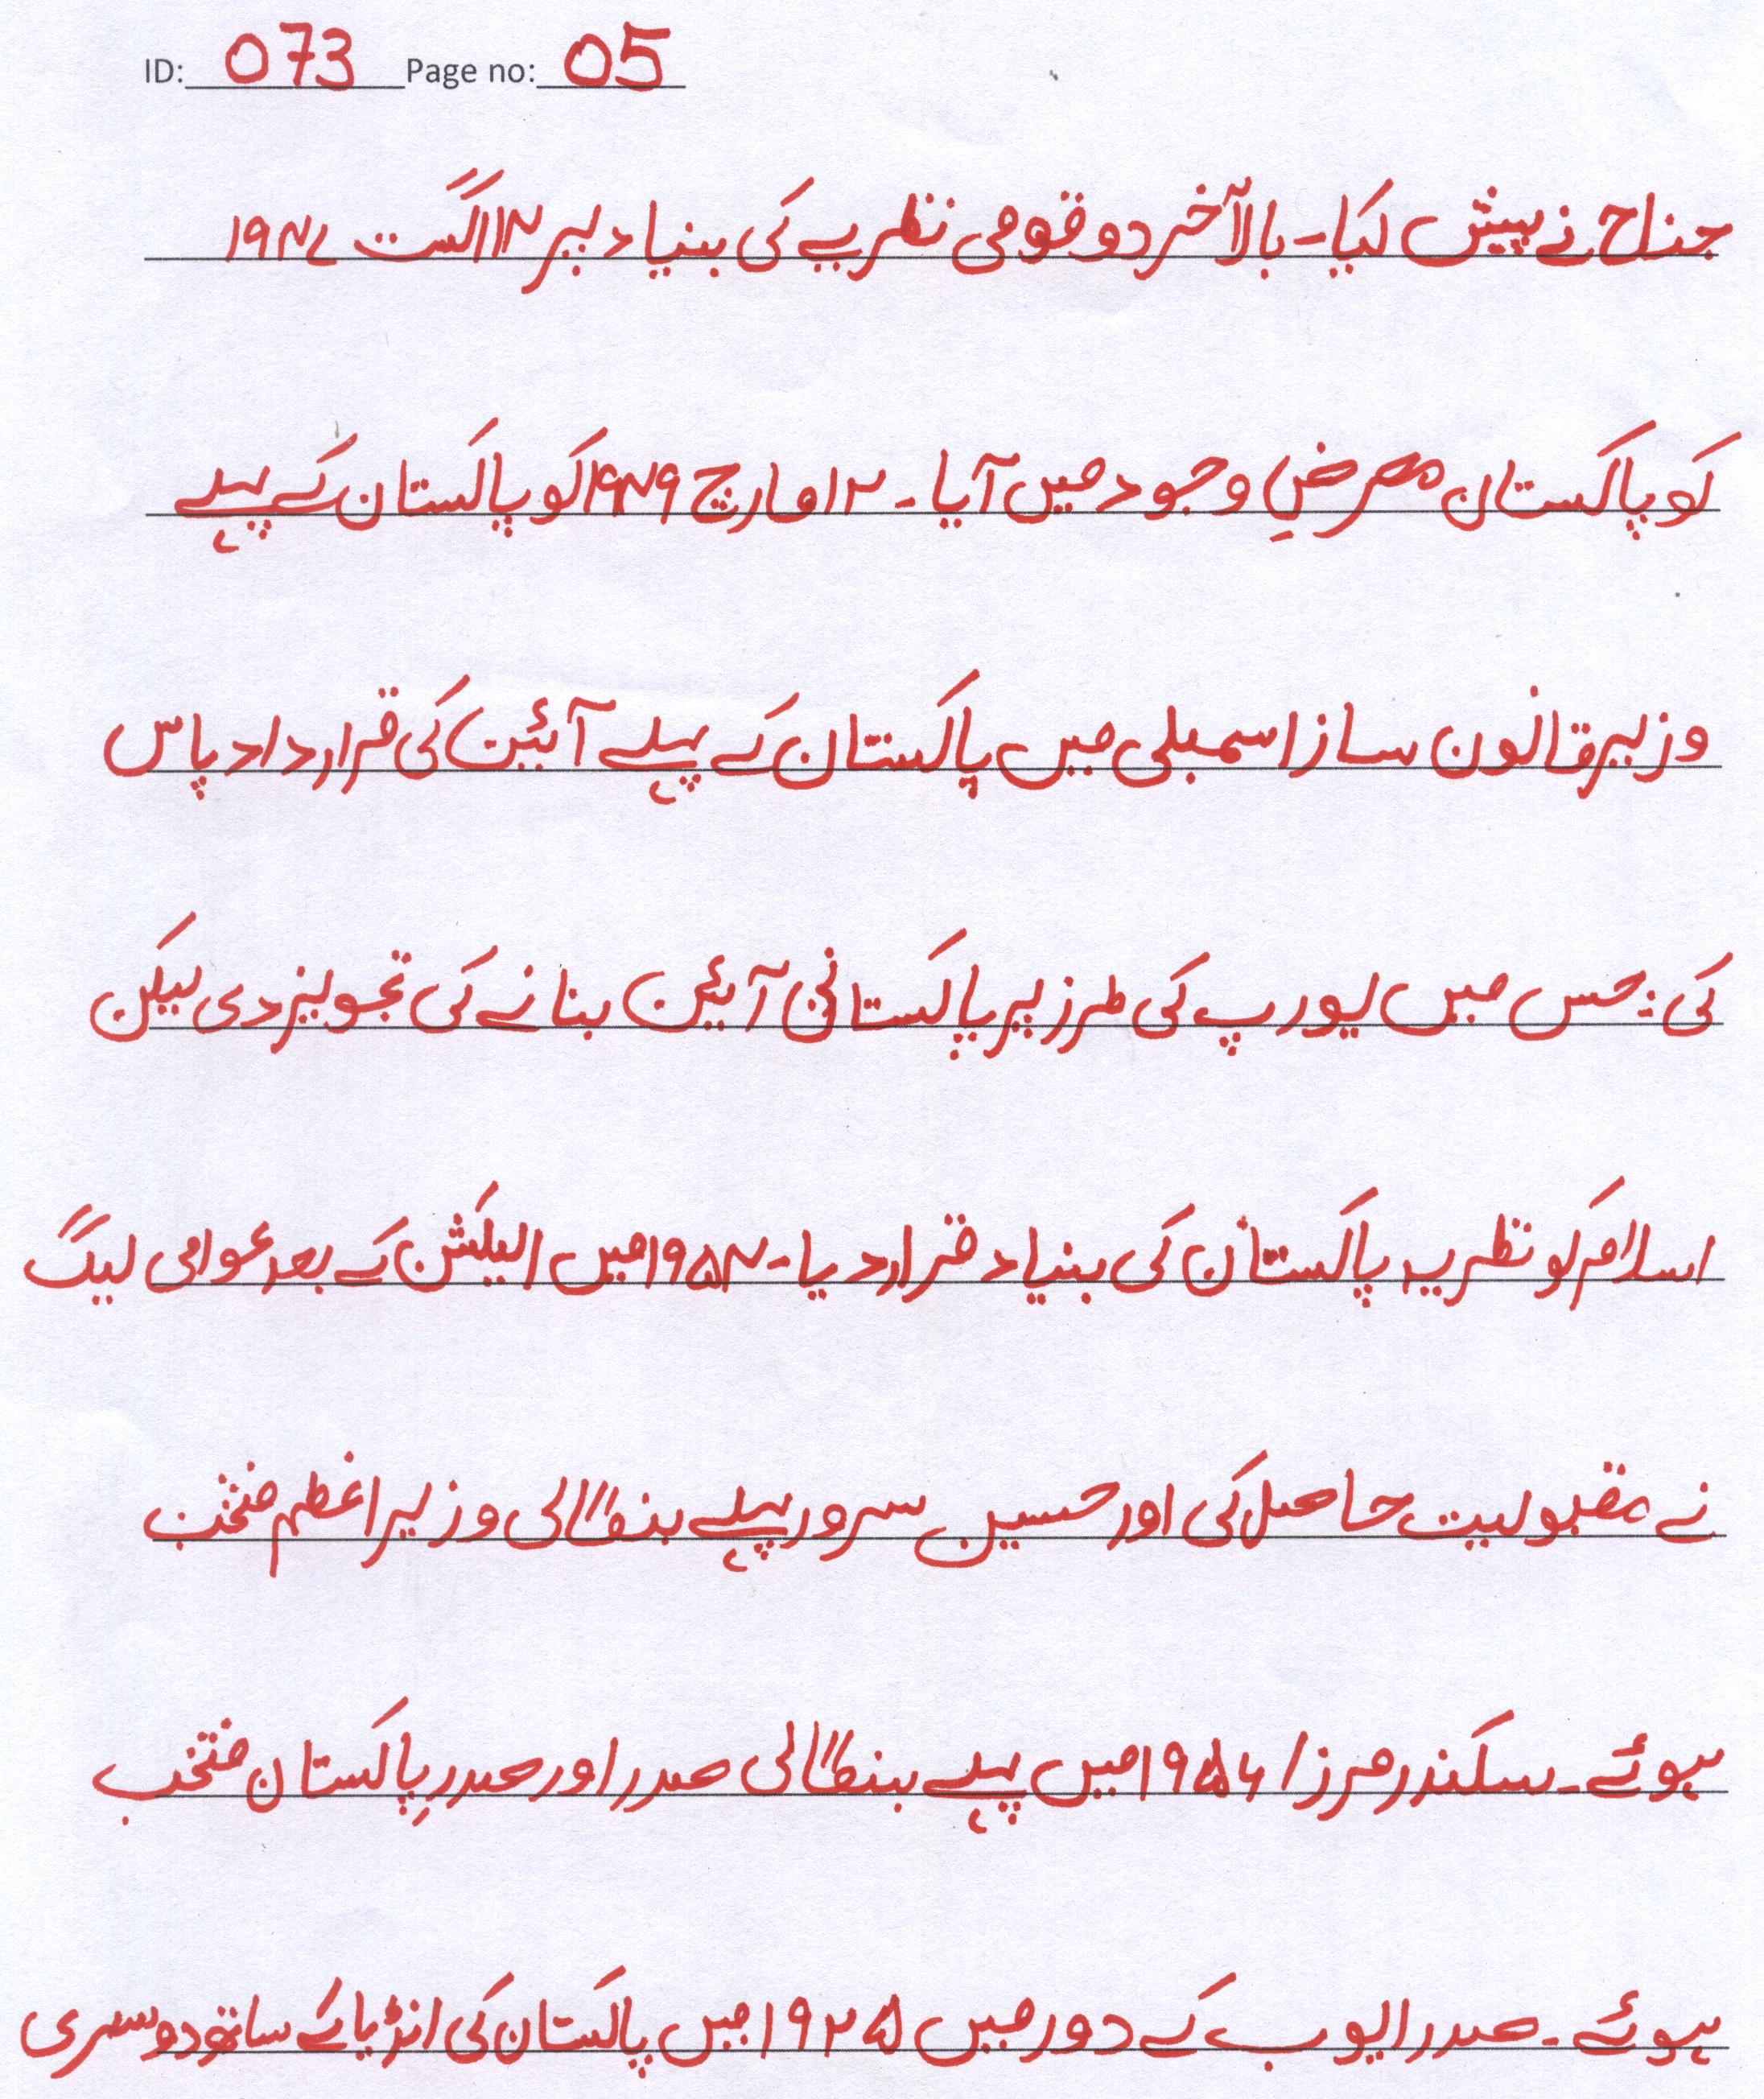 ID: 073 Page no: 05
جناح نے پیش کیا۔ بالآخر دو قومی نظریے کی بنیاد پر ۱۴ اگست ۱۹۴۷
کو پاکستان معرضِ وجود میں آیا۔ ۱۲ مارچ ۱۹۴۹ کو پاکستان کے پہلے
وزیر قانون ساز اسمبلی میں پاکستان کے پہلے آئین کی قرارداد پاس
کی: جس میں یورپ کی طرز پر پاکستانی آئین بنانے کی تجویز دی لیکن
اسلام کو نظریہ پاکستان کی بنیاد قرار دیا۔ ۱۹۵۴ میں الیکشن کے بعد عوامی لیگ
نے مقبولیت حاصل کی اور حسین سرور پہلے بنگالی وزیر اعظم منتخب
ہوئے۔ سکندر مرزا ۱۹۵۶ میں پہلے بنگالی صدر اور صدرِ پاکستان منتخب
ہوئے۔ صدر ایوب کے دور میں ۱۹۲۵ میں پاکستان کی انڈیا کے ساتھ دوسری